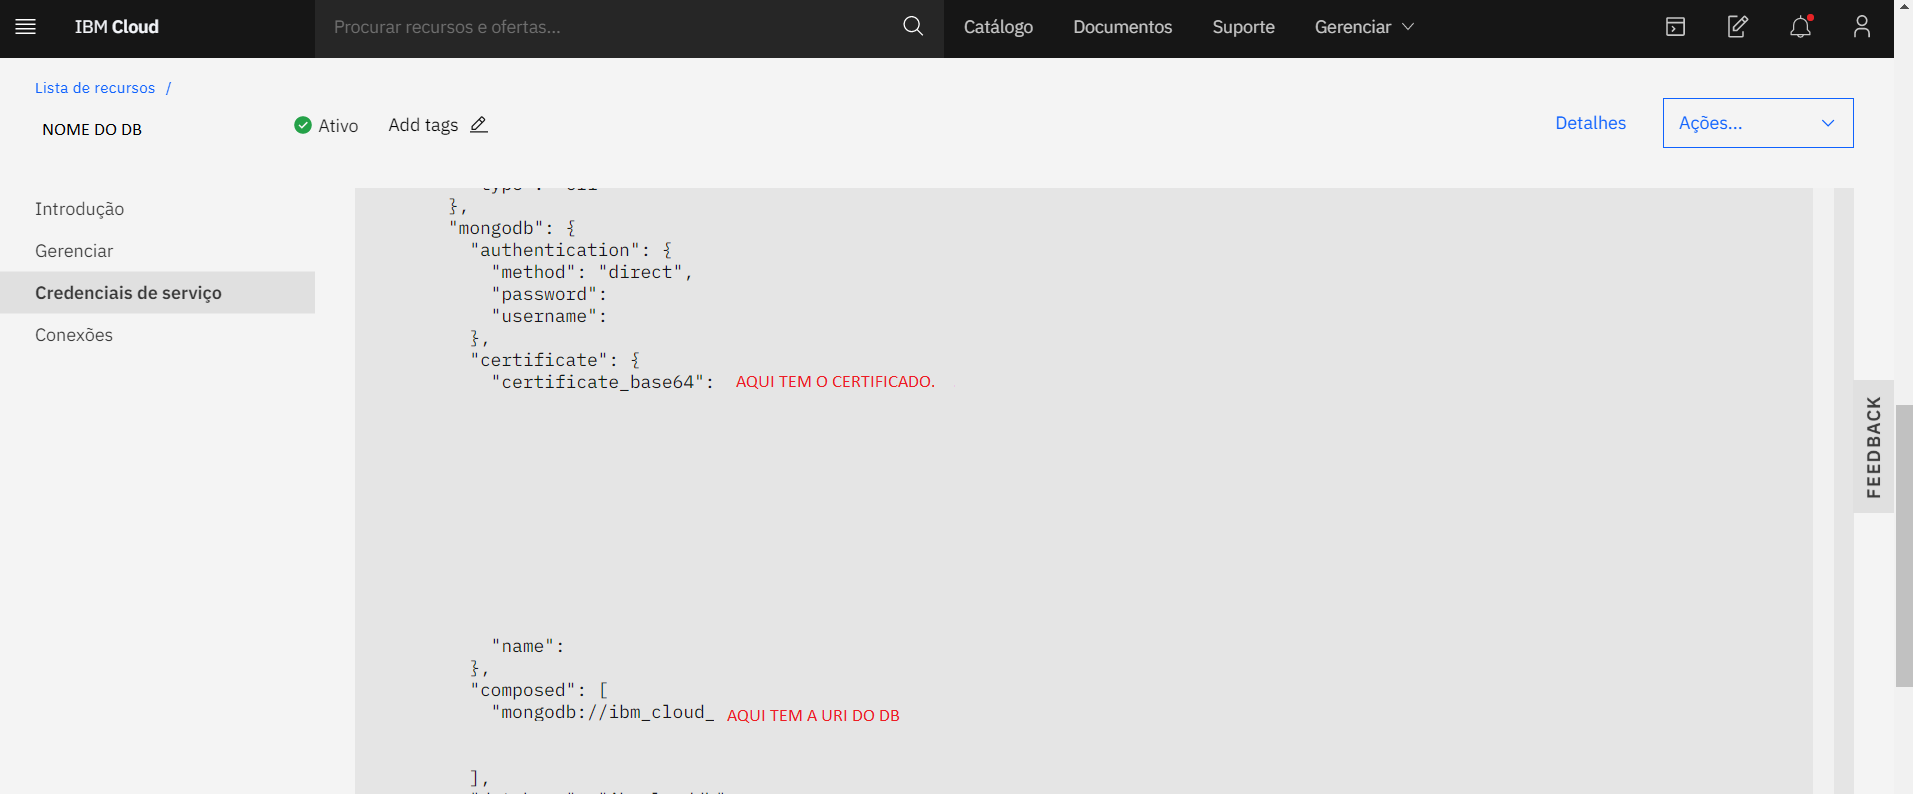 IBM Cloud
Procurar recursos e ofertas...
Catálogo
Documentos
Suporte
Gerenciar
Lista de recursos /
NOME DO DB
Ativo
Add tags
Detalhes
Ações...
Introdução
Gerenciar
Credenciais de serviço
Conexões
},
"mongodb": {
"authentication": {
"method": "direct",
"password":
"username":
},
"certificate": {
"certificate_base64": AQUI TEM O CERTIFICADO.
"name":
},
"composed": [
"mongodb://ibm_cloud_ AQUI TEM A URI DO DB
],
FEEDBACK